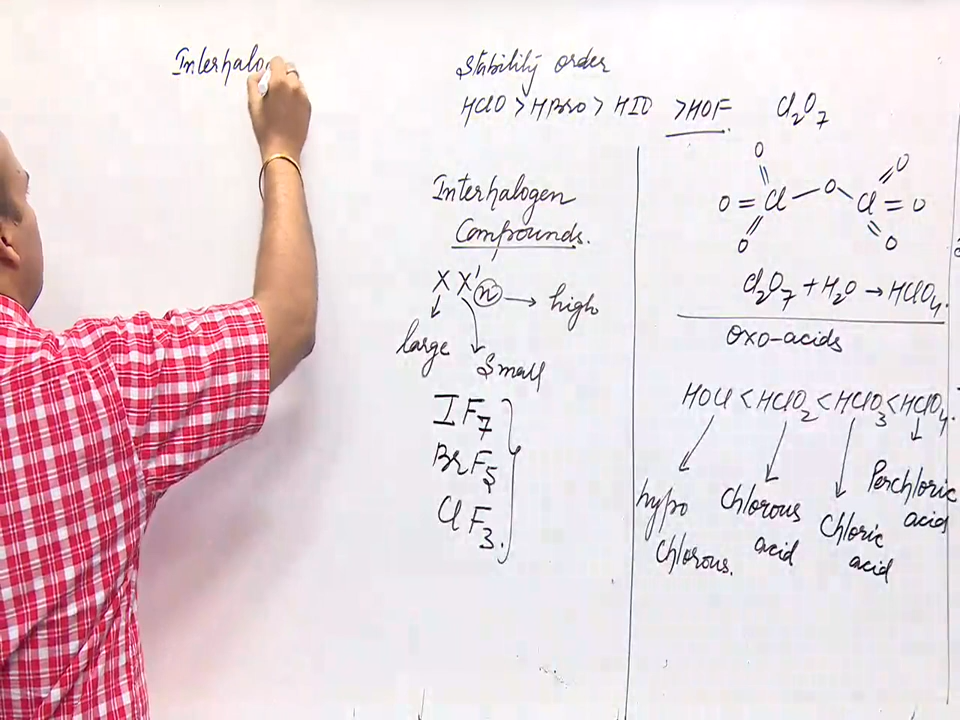 Interhalo
Stability order
HClO > HBrO > HIO > HOF
Cl₂O₇
Interhalogen
Compounds.
X X'ₙ → high
large
Small
IF₇
BrF₅
ClF₃.
O
O = Cl — O — Cl = O
O
O
O
Cl₂O₇ + H₂O → HClO₄.
Oxo-acids
HOCl < HClO₂ < HClO₃ < HClO₄.
hypo
chlorous.
Chlorous
acid
Chloric
acid
Perchloric
acid